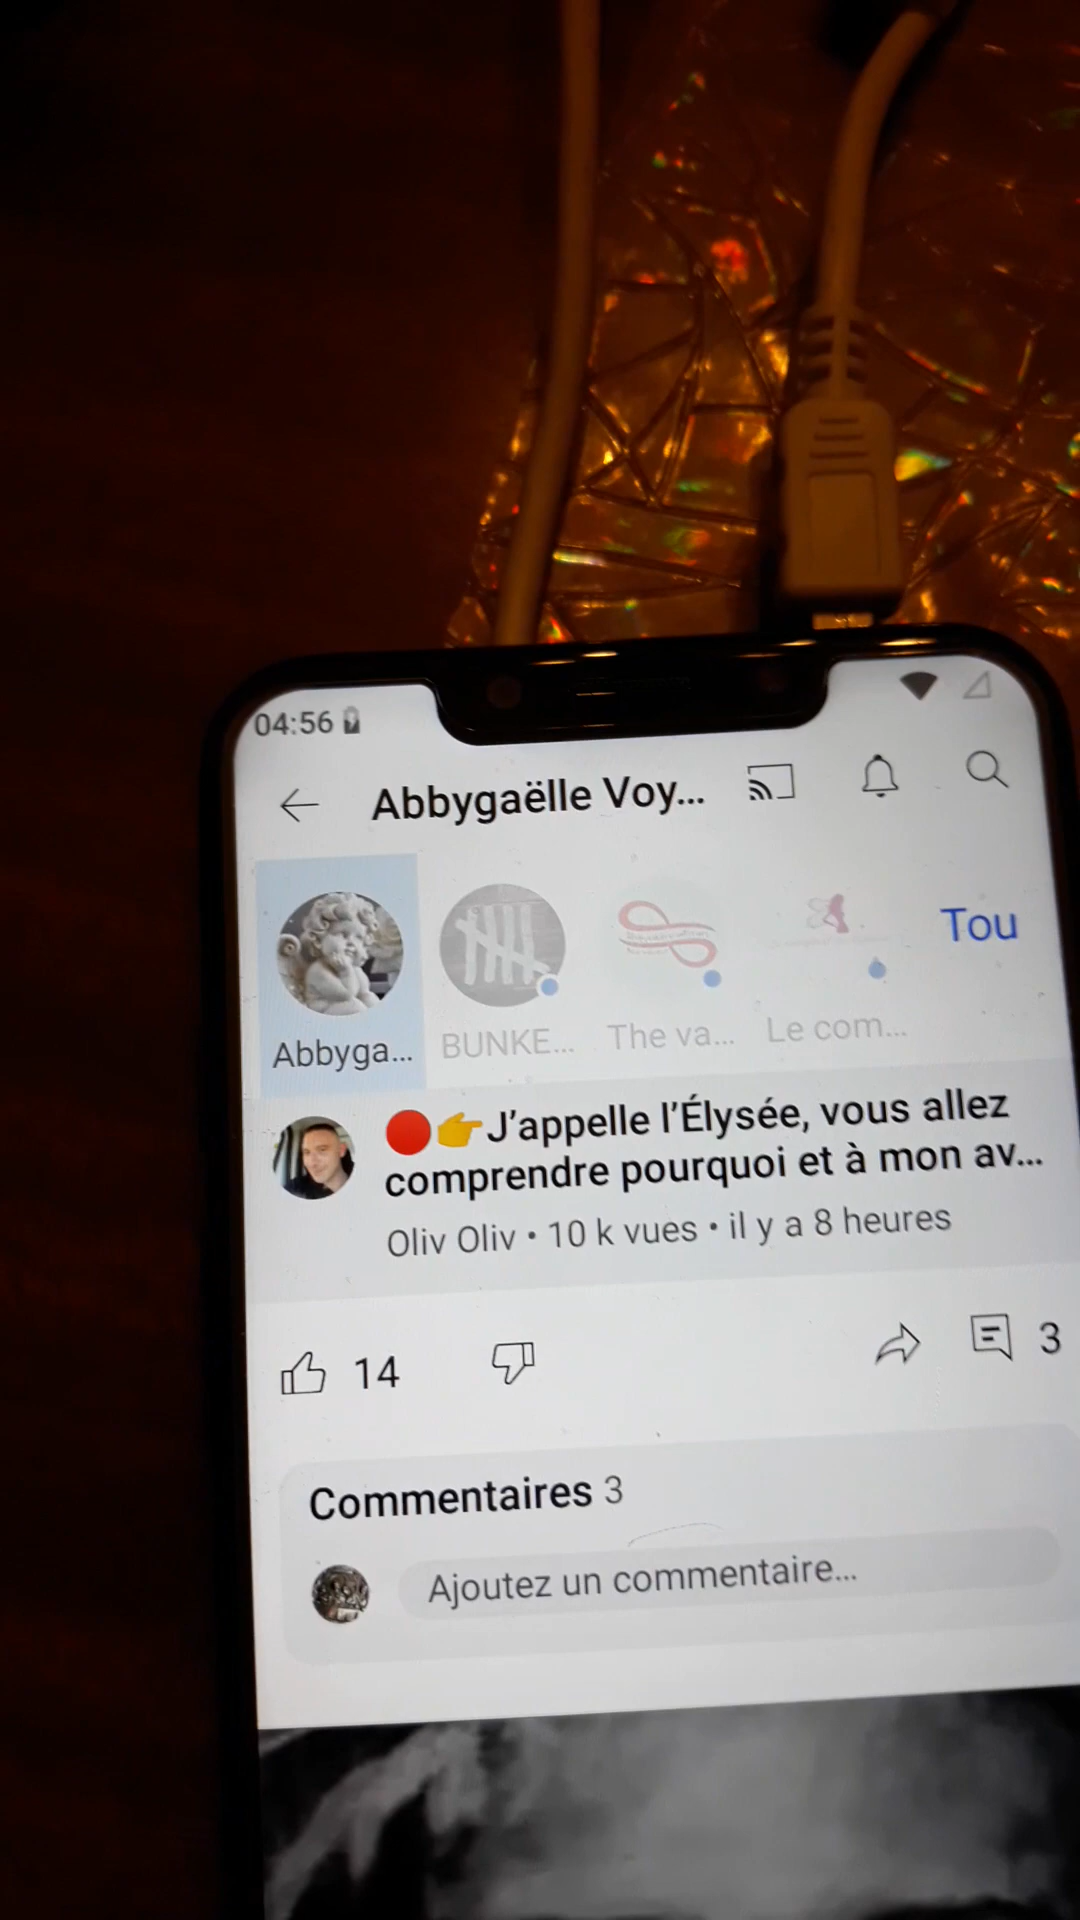 04:56
Abbygaëlle Voy...
Tou
Abbyga...
BUNKE...
The va...
Le com...
🔴👉J'appelle l'Élysée, vous allez
comprendre pourquoi et à mon av...
Oliv Oliv • 10 k vues • il y a 8 heures
14
3
Commentaires 3
Ajoutez un commentaire...